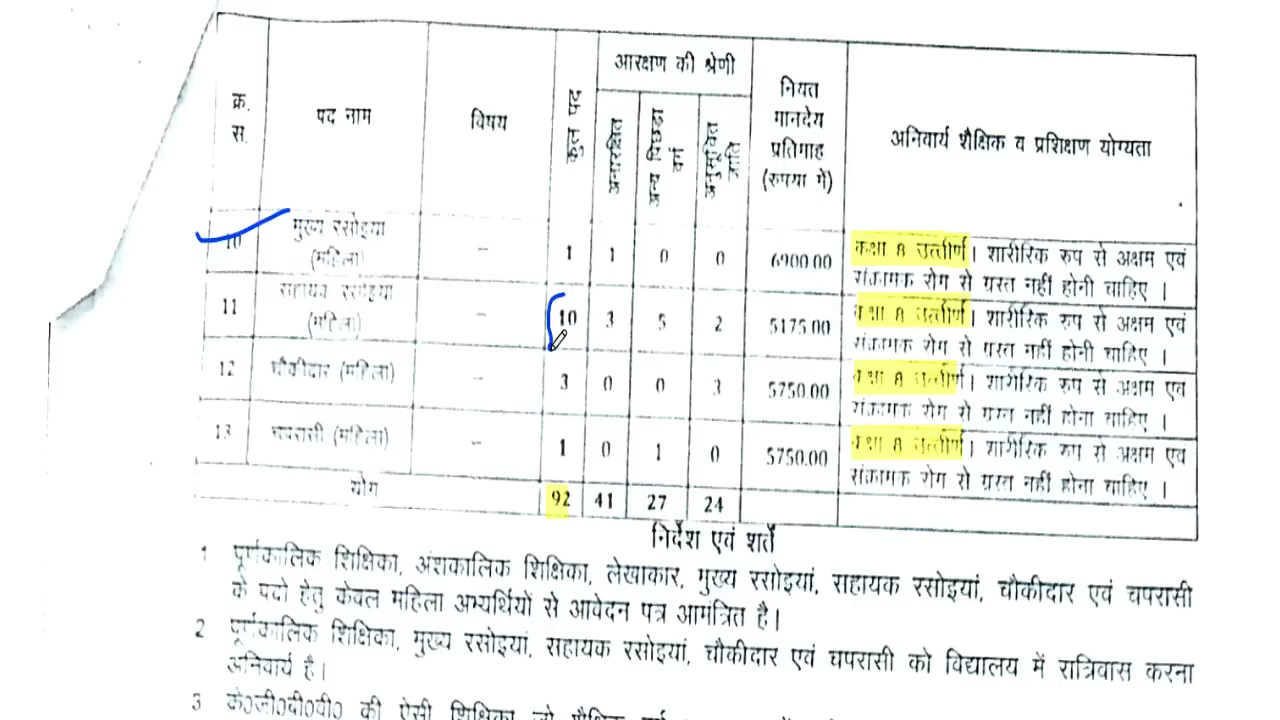 क्र. स. पद नाम विषय कुल पद आरक्षण की श्रेणी नियत मानदेय प्रतिमाह (रुपया में) अनिवार्य शैक्षिक व प्रशिक्षण योग्यता
अनारक्षित अन्य पिछडा वर्ग अनुसूचित जाति
10 मुख्य रसोइया (महिला) – 1 1 0 0 6900.00 कक्षा 8 उत्तीर्ण। शारीरिक रुप से अक्षम एवं
संक्रामक रोग से ग्रस्त नहीं होनी चाहिए ।
11 सहायक रसोइया (महिला) – 10 3 5 2 5175.00 कक्षा 8 उत्तीर्ण। शारीरिक रुप से अक्षम एवं
संक्रामक रोग से ग्रस्त नहीं होनी चाहिए ।
12 चौकीदार (महिला) – 3 0 0 3 5750.00 कक्षा 8 उत्तीर्ण। शारीरिक रुप से अक्षम एवं
संक्रामक रोग से ग्रस्त नहीं होना चाहिए ।
13 चपरासी (महिला) – 1 0 1 0 5750.00 कक्षा 8 उत्तीर्ण। शारीरिक रुप से अक्षम एवं
संक्रामक रोग से ग्रस्त नहीं होना चाहिए ।
योग 92 41 27 24
निर्देश एवं शर्ते
1 पूर्णकालिक शिक्षिका, अंशकालिक शिक्षिका, लेखाकार, मुख्य रसोइयां, सहायक रसोइयां, चौकीदार एवं चपरासी
के पदो हेतु केवल महिला अभ्यर्थियों से आवेदन पत्र आमंत्रित है।
2 पूर्णकालिक शिक्षिका, मुख्य रसोइयां, सहायक रसोइयां, चौकीदार एवं चपरासी को विद्यालय में रात्रिवास करना
अनिवार्य है।
3 के0जी0बी0वी0 की ऐसी शिक्षिका जो